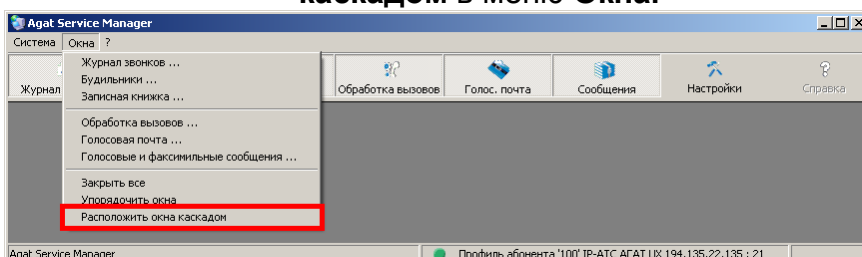 каскадом в меню Окна.
Agat Service Manager
Система Окна ?
Журнал звонков ...
Будильники ...
Записная книжка ...
Обработка вызовов ...
Голосовая почта ...
Голосовые и факсимильные сообщения ...
Закрыть все
Упорядочить окна
Расположить окна каскадом
Журнал
Обработка вызовов Голос. почта Сообщения Настройки Справка
Agat Service Manager Профиль абонента '100' IP-АТС АГАТ UX 194.135.22.135 : 21